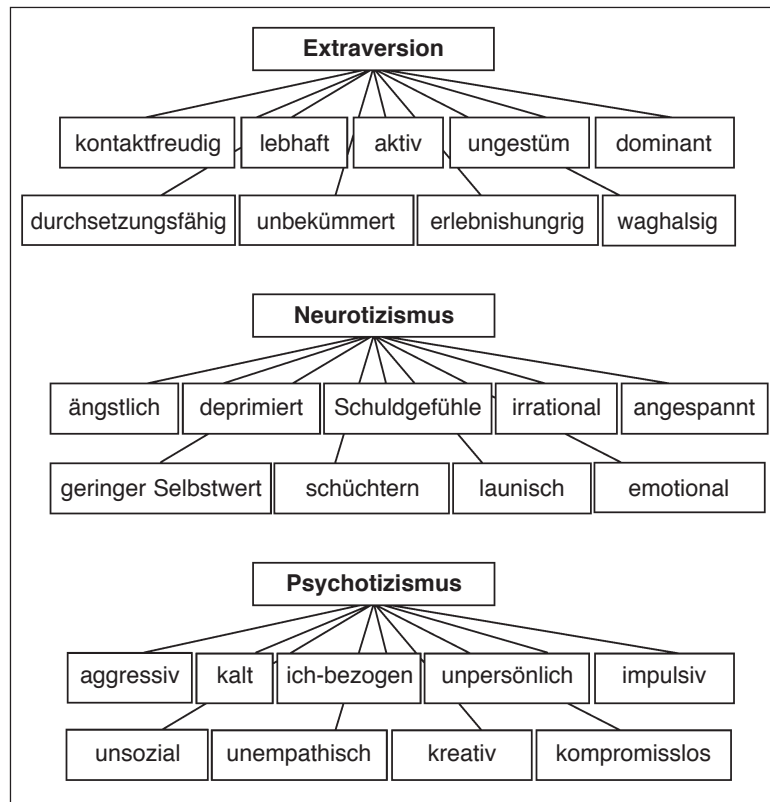 Extraversion
kontaktfreudig lebhaft aktiv ungestüm dominant
durchsetzungsfähig unbekümmert erlebnishungrig waghalsig
Neurotizismus
ängstlich deprimiert Schuldgefühle irrational angespannt
geringer Selbstwert schüchtern launisch emotional
Psychotizismus
aggressiv kalt ich-bezogen unpersönlich impulsiv
unsozial unempathisch kreativ kompromisslos